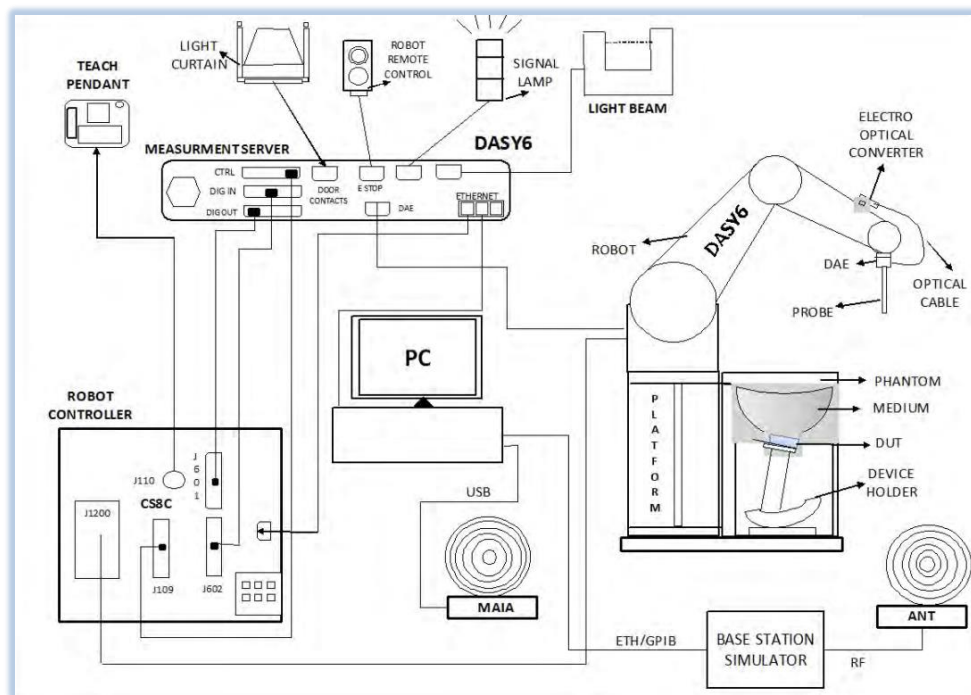 LIGHT
CURTAIN
ROBOT
REMOTE
CONTROL
SIGNAL
LAMP
LIGHT BEAM
TEACH
PENDANT
MEASURMENT SERVER
DASY6
CTRL
DIG IN
DIG OUT
DOOR
CONTACTS
E STOP
DAE
ETHERNET
ELECTRO
OPTICAL
CONVERTER
ROBOT
DASY6
DAE
OPTICAL
CABLE
PROBE
PC
PLATFORM
PHANTOM
MEDIUM
DUT
DEVICE
HOLDER
ROBOT
CONTROLLER
J110
J601
CS8C
J1200
J109
J602
USB
MAIA
ETH/GPIB
BASE STATION
SIMULATOR
RF
ANT